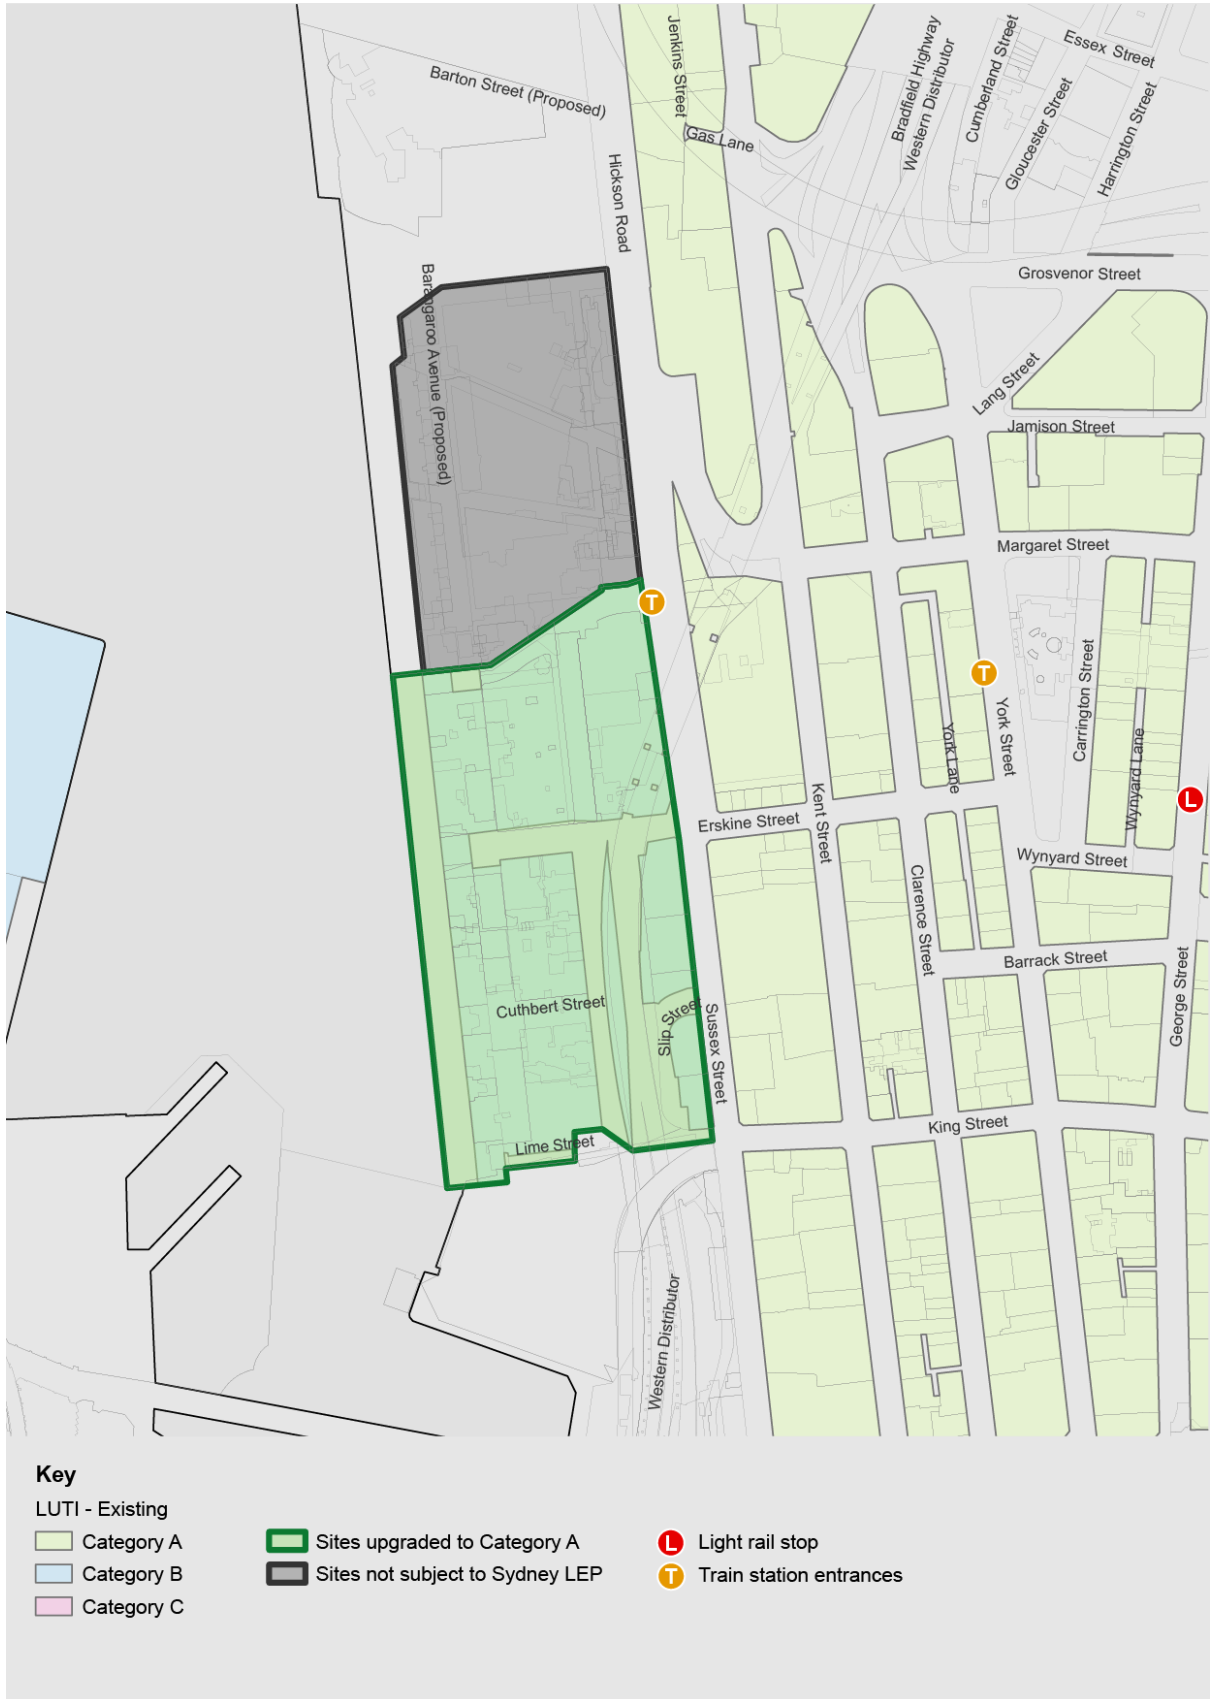 Jenkins Street
Bradfield Highway
Western Distributor
Cumberland Street
Essex Street
Barton Street (Proposed)
Gas Lane
Gloucester Street
Harrington Street
Hickson Road
Grosvenor Street
Barangaroo Avenue (Proposed)
Lang Street
Jamison Street
Margaret Street
T
T
York Street
Carrington Street
York Lane
Wynyard Lane
L
Kent Street
Erskine Street
Wynyard Street
Clarence Street
Barrack Street
George Street
Cuthbert Street
Slip Street
Sussex Street
King Street
Lime Street
Western Distributor
Key
LUTI - Existing
Category A
Sites upgraded to Category A
L Light rail stop
Category B
Sites not subject to Sydney LEP
T Train station entrances
Category C